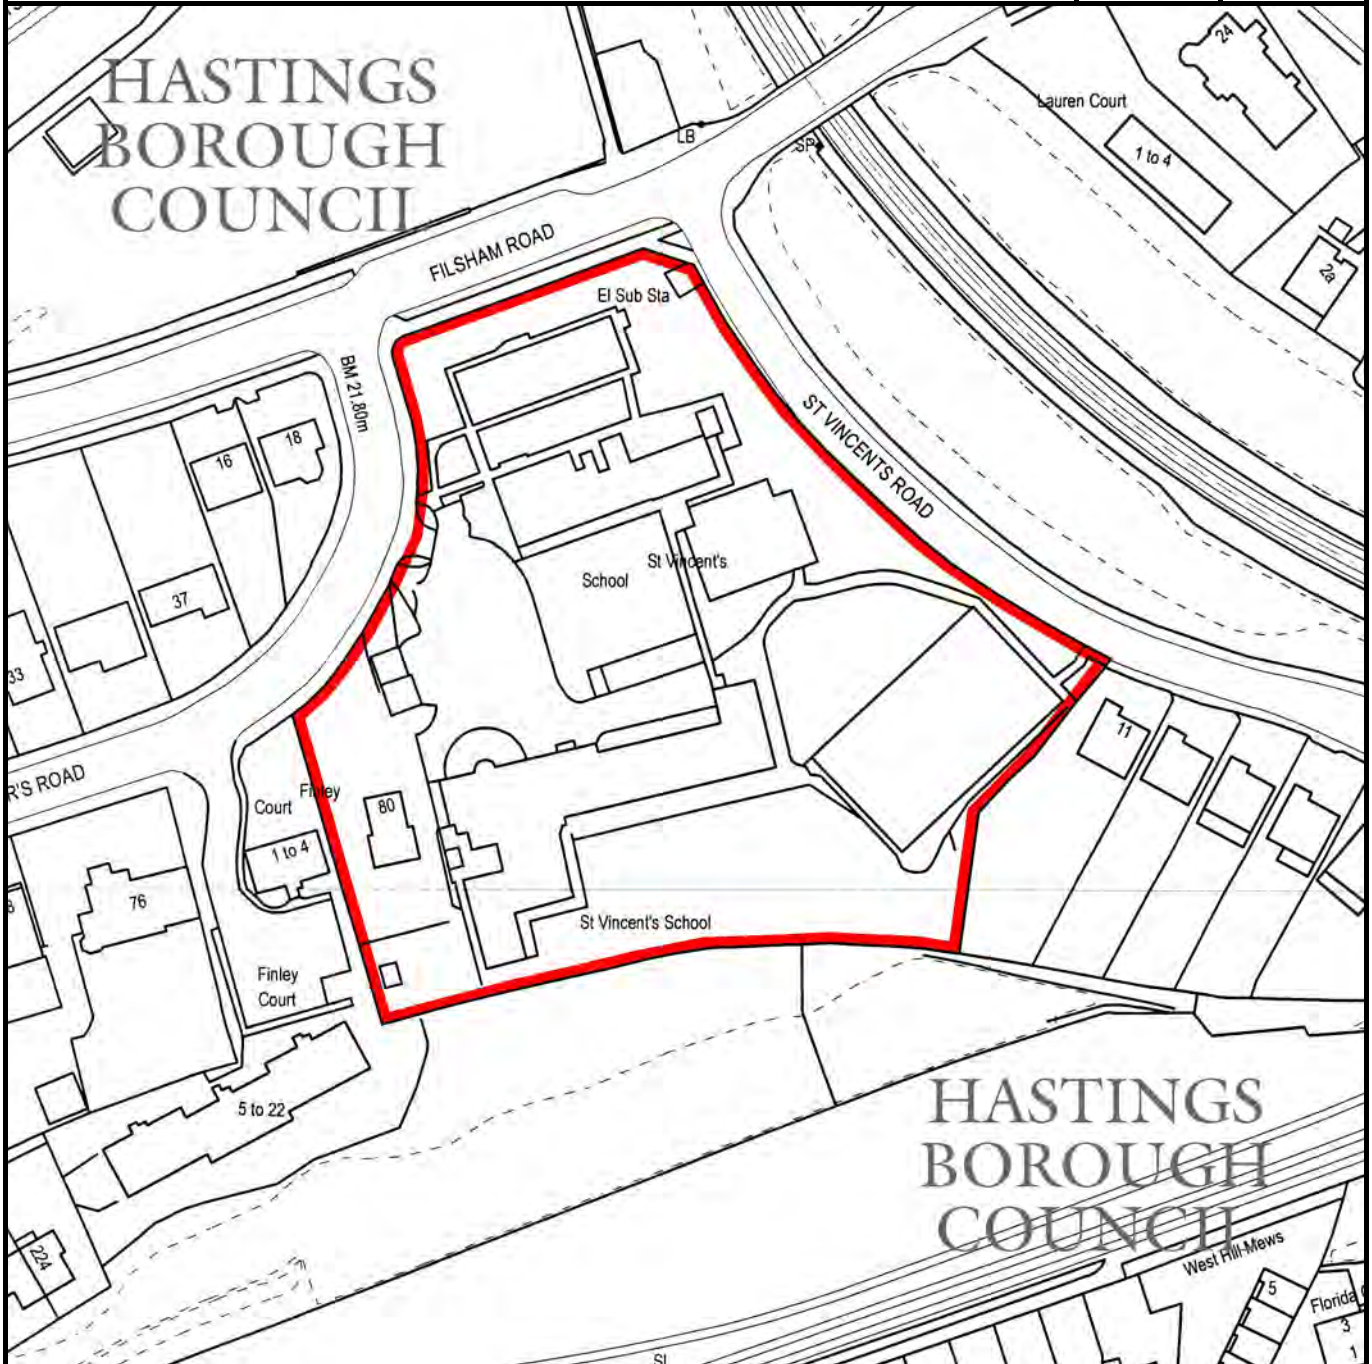 HASTINGS
BOROUGH
COUNCIL
24
Lauren Court
LB
SP
1 to 4
2a
FILSHAM ROAD
El Sub Sta
BM 21.80m
18
16
ST VINCENTS ROAD
St Vincent's
School
37
33
R'S ROAD
Finley
Court
80
11
1 to 4
76
8
St Vincent's School
Finley
Court
5 to 22
HASTINGS
BOROUGH
COUNCIL
224
West Hill Mews
5
Florida
3
1
SL